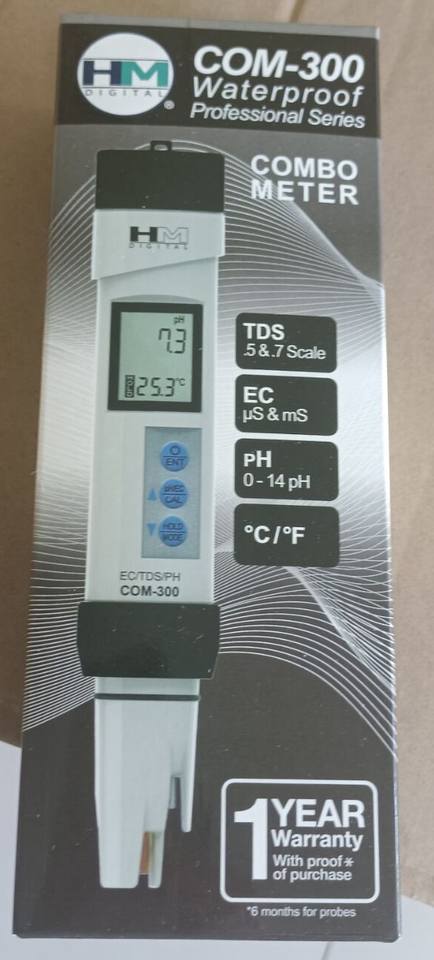 HM
DIGITAL
®
COM-300
Waterproof
Professional Series
COMBO
METER
HM
DIGITAL
pH
7.3
25.3°C
ENT
CAL
HOLD
MODE
EC/TDS/PH
COM-300
TDS
.5 & .7 Scale
EC
µS & mS
PH
0 - 14 pH
°C/°F
1 YEAR
Warranty
With proof*
of purchase
*6 months for probes